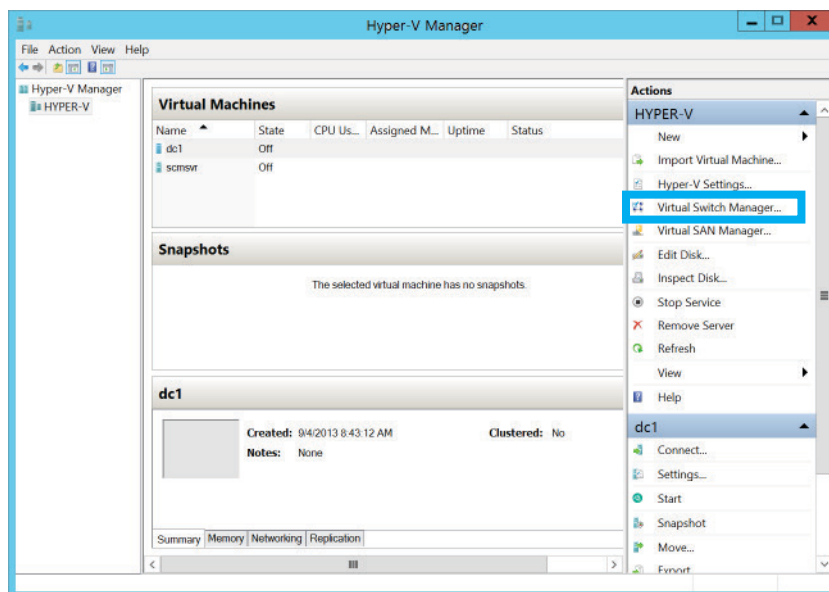 Hyper-V Manager
File Action View Help
Hyper-V Manager
HYPER-V
Virtual Machines
Name State CPU Us... Assigned M... Uptime Status
dc1 Off
scmsvr Off
Snapshots
The selected virtual machine has no snapshots.
dc1
Created: 9/4/2013 8:43:12 AM Clustered: No
Notes: None
Summary Memory Networking Replication
Actions
HYPER-V
New
Import Virtual Machine...
Hyper-V Settings...
Virtual Switch Manager...
Virtual SAN Manager...
Edit Disk...
Inspect Disk...
Stop Service
Remove Server
Refresh
View
Help
dc1
Connect...
Settings...
Start
Snapshot
Move...
Export